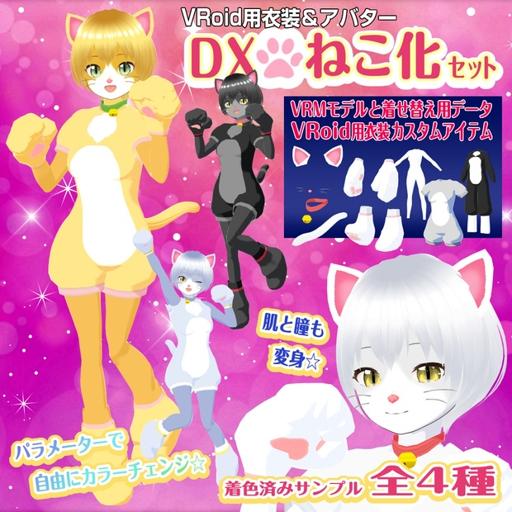 VRoid用衣装&アバター
DXねこ化セット
VRMモデルと着せ替え用データ
VRoid用衣装カスタムアイテム
肌と瞳も
変身☆
パラメーターで
自由にカラーチェンジ☆
着色済みサンプル 全4種